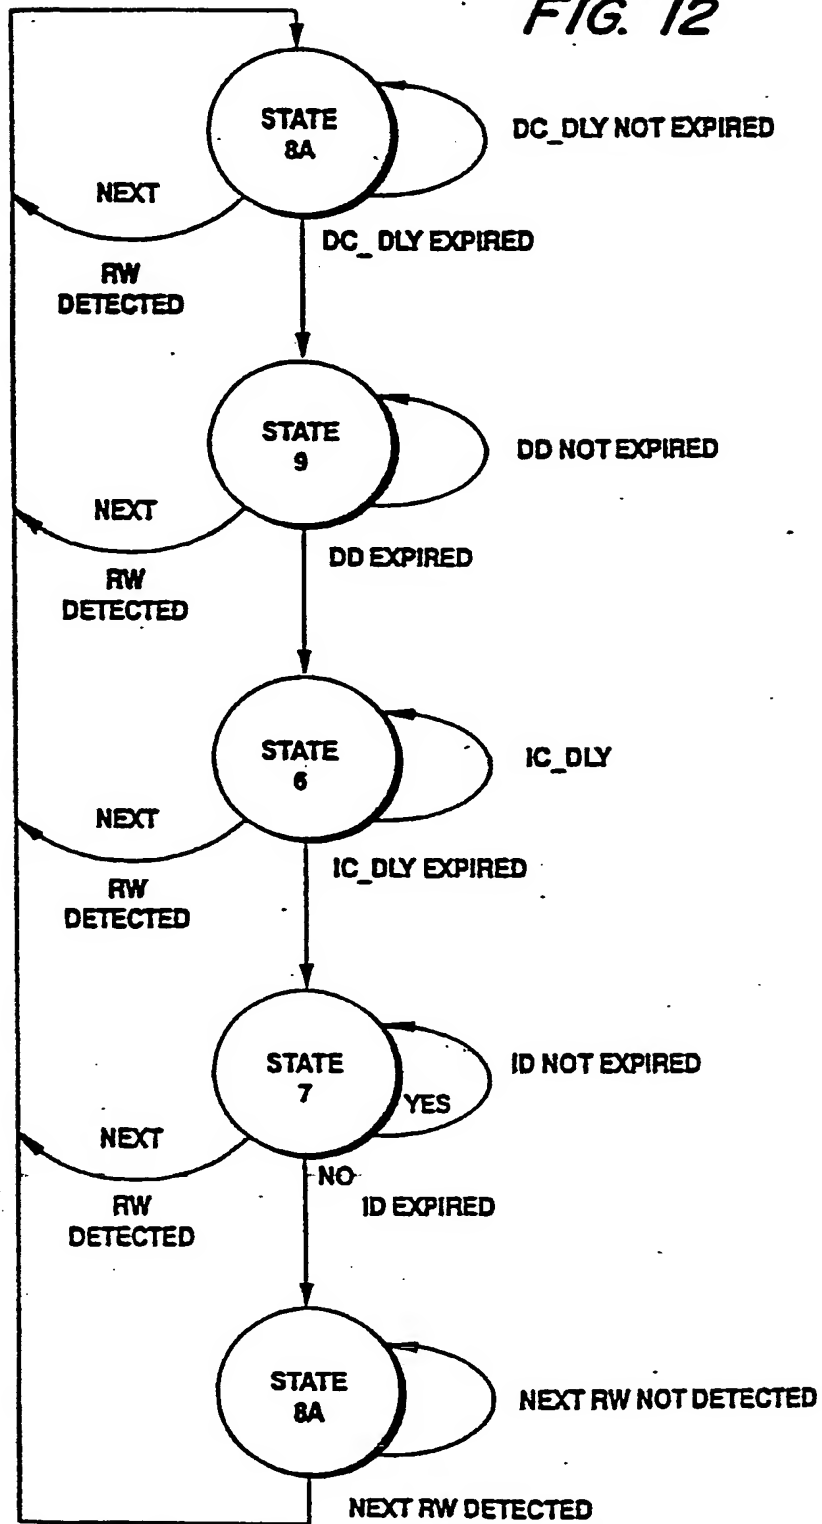 FIG. 12
STATE
8A
DC_DLY NOT EXPIRED
NEXT
RW
DETECTED
DC_ DLY EXPIRED
STATE
9
DD NOT EXPIRED
NEXT
RW
DETECTED
DD EXPIRED
STATE
6
IC_DLY
NEXT
RW
DETECTED
IC_DLY EXPIRED
STATE
7
ID NOT EXPIRED
YES
NEXT
RW
DETECTED
NO
ID EXPIRED
STATE
8A
NEXT RW NOT DETECTED
NEXT RW DETECTED